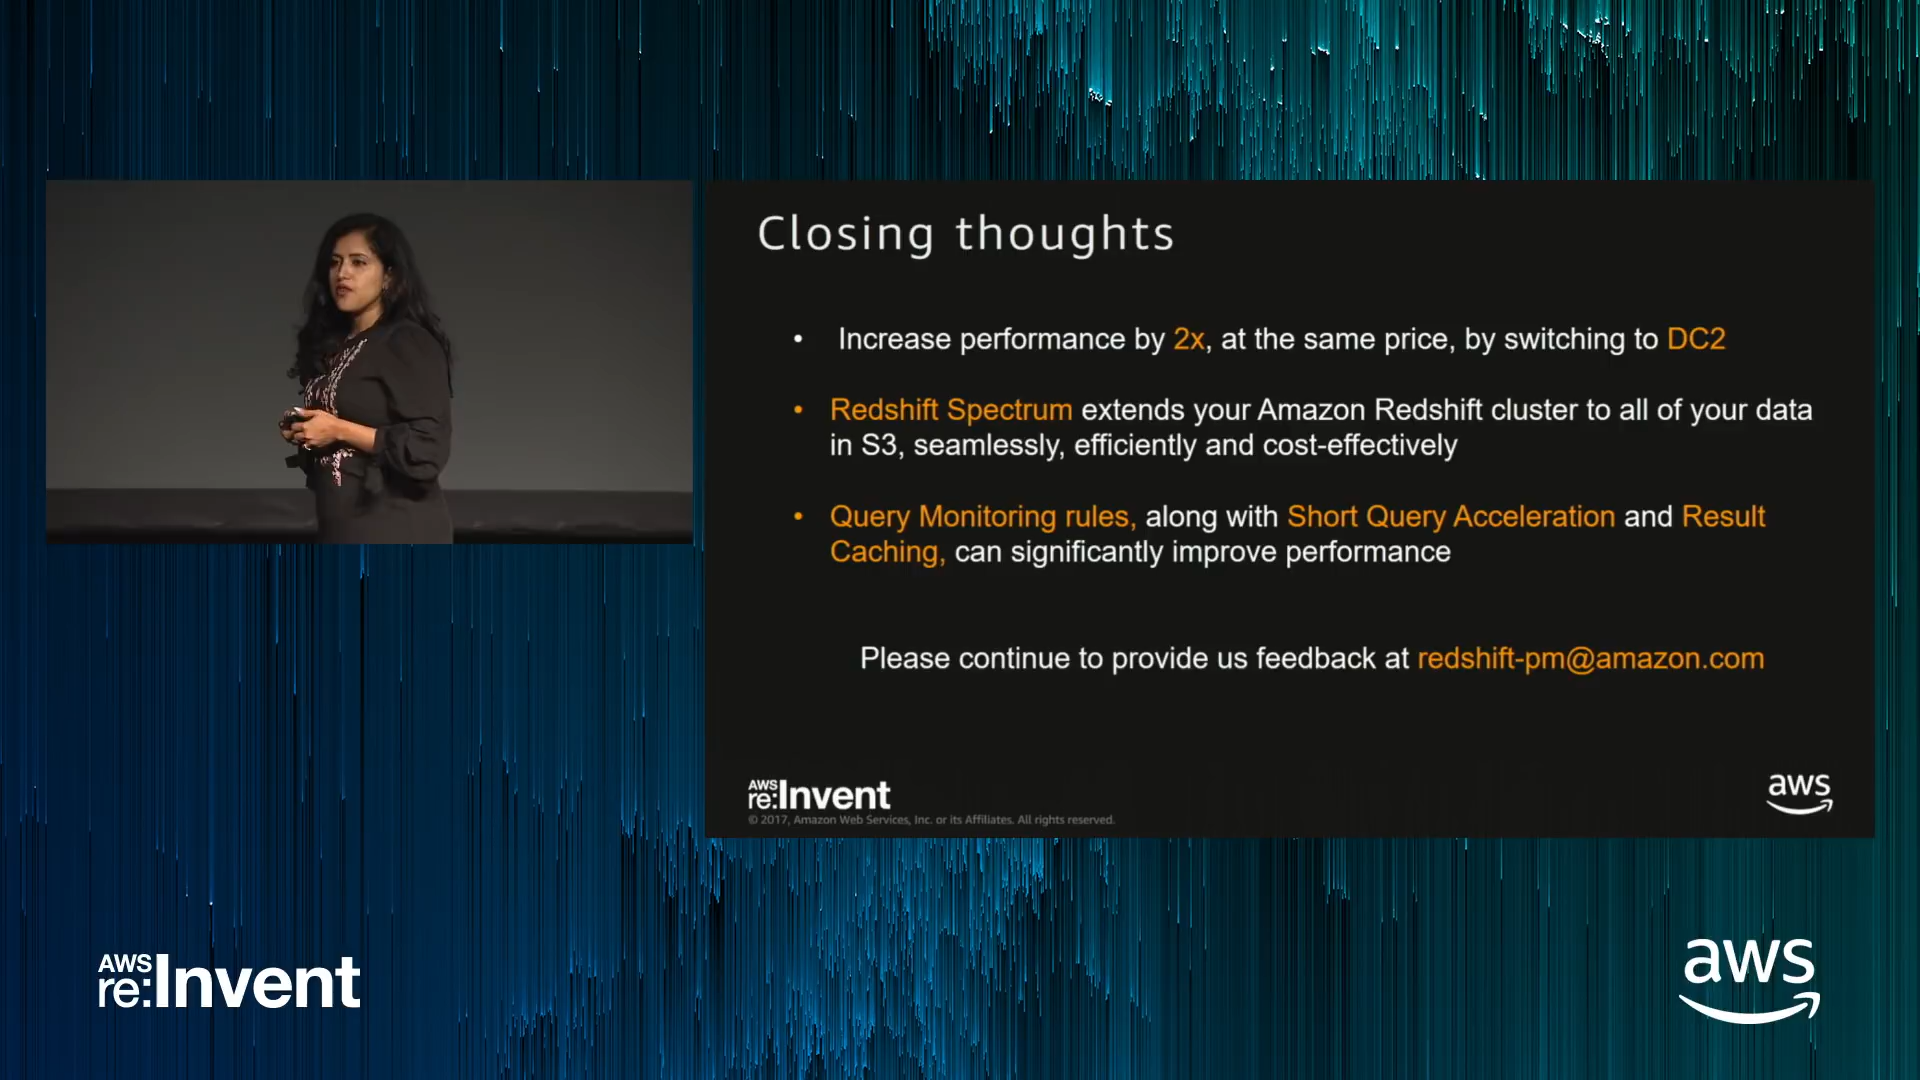 Closing thoughts
• Increase performance by 2x, at the same price, by switching to DC2
• Redshift Spectrum extends your Amazon Redshift cluster to all of your data
in S3, seamlessly, efficiently and cost-effectively
• Query Monitoring rules, along with Short Query Acceleration and Result
Caching, can significantly improve performance
Please continue to provide us feedback at redshift-pm@amazon.com
AWS
re:Invent
aws
© 2017, Amazon Web Services, Inc. or its Affiliates. All rights reserved.
AWS
re:Invent
aws